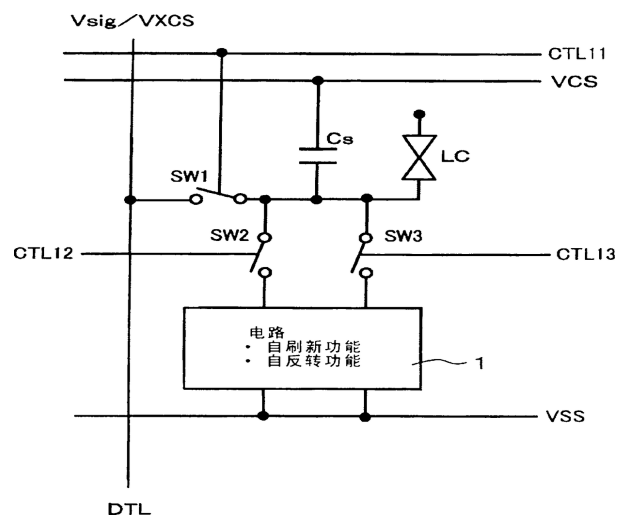 Vsig/VXCS
CTL11
VCS
Cs
LC
SW1
SW2
SW3
CTL12
CTL13
电路
・自刷新功能
・自反转功能
1
VSS
DTL